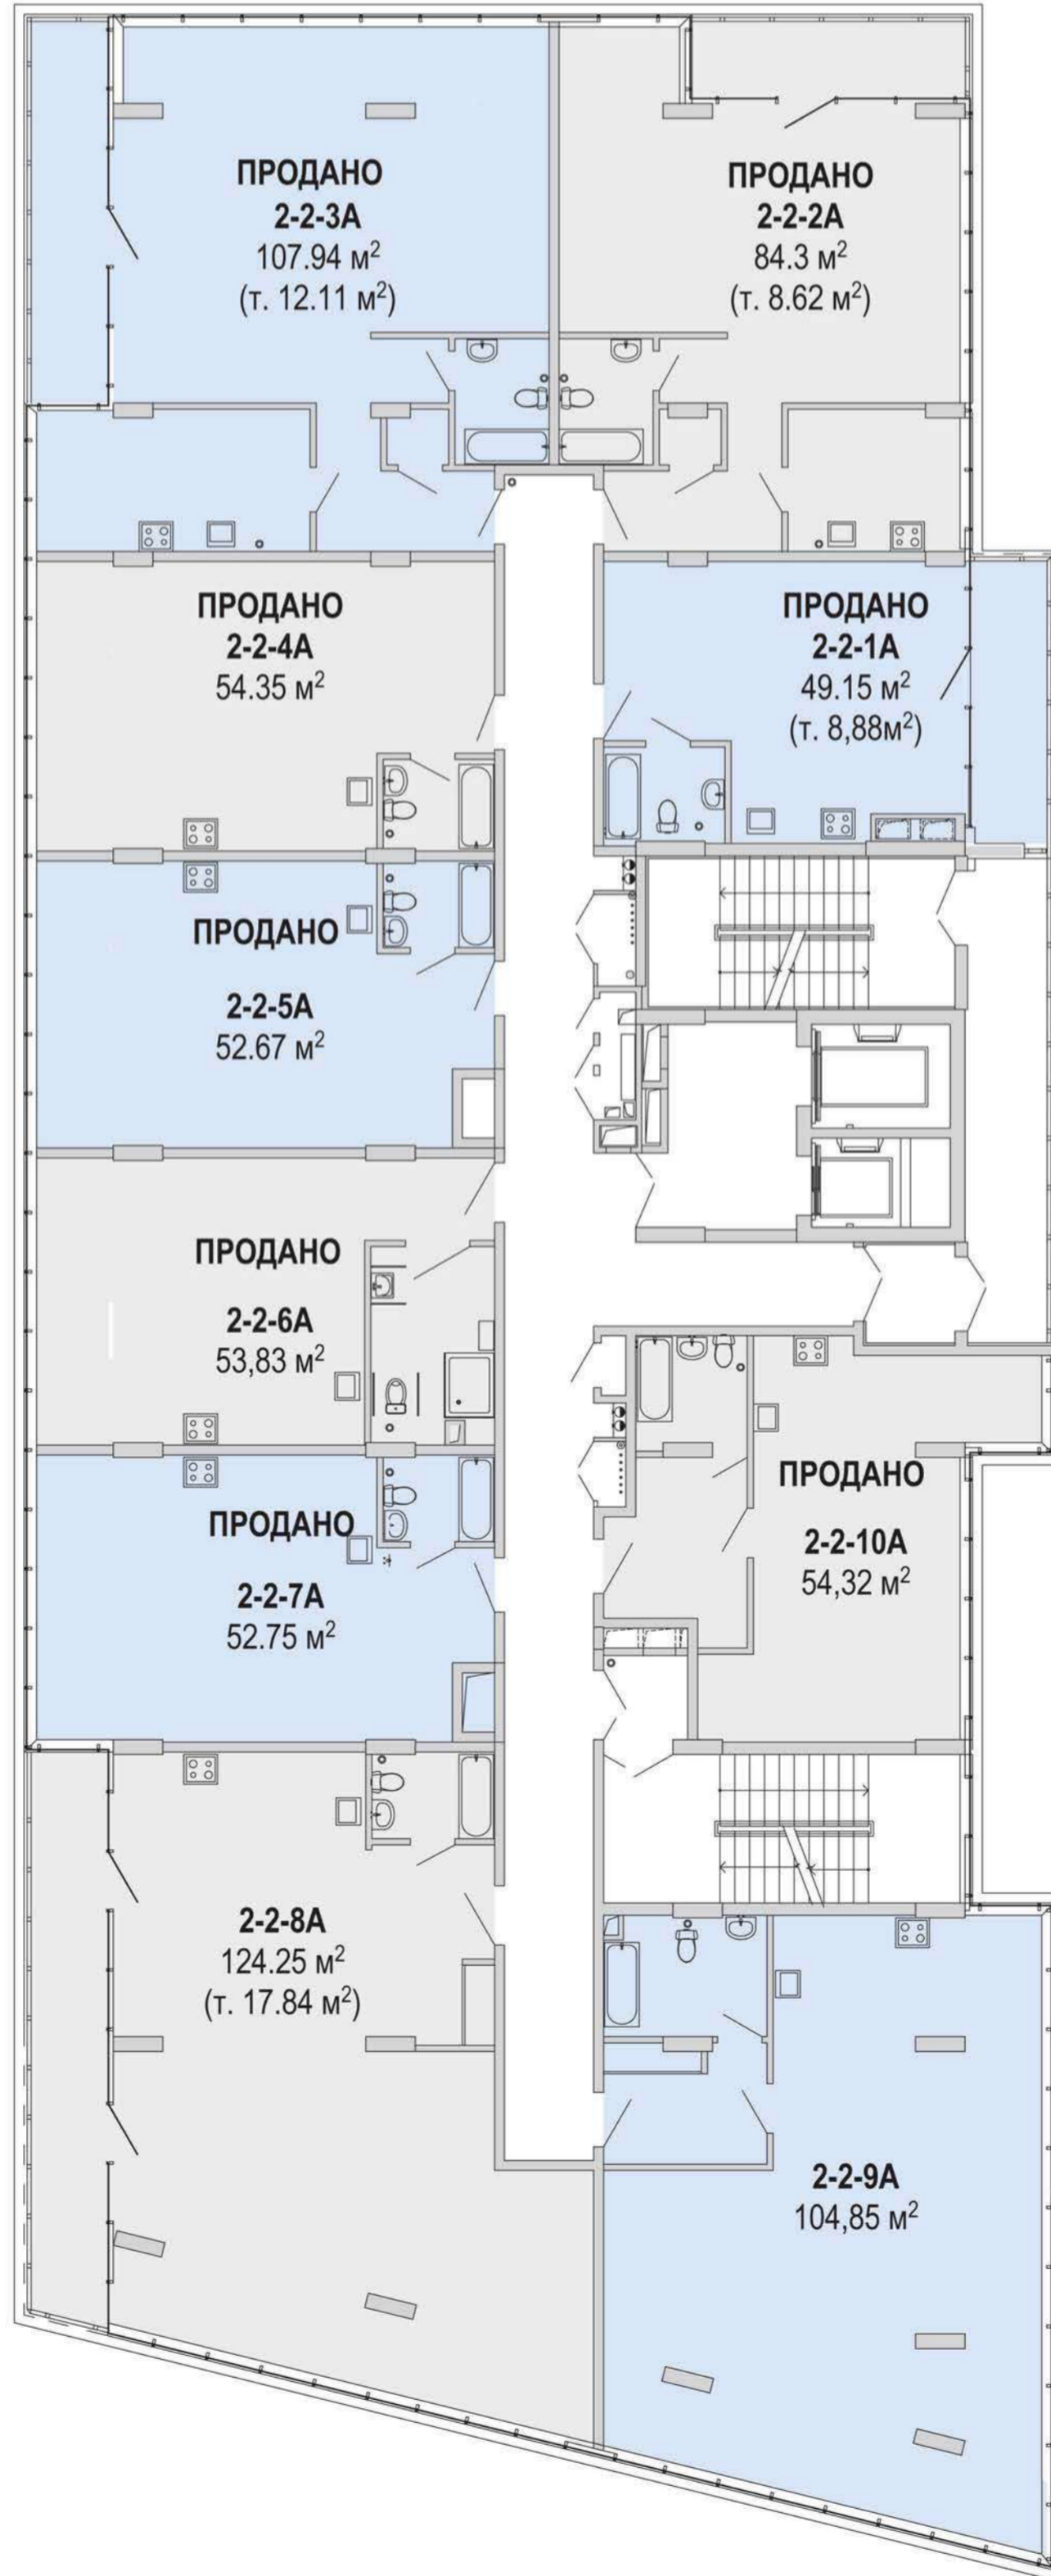 ПРОДАНО
2-2-3А
107.94 м²
(т. 12.11 м²)
ПРОДАНО
2-2-2А
84.3 м²
(т. 8.62 м²)
ПРОДАНО
2-2-4А
54.35 м²
ПРОДАНО
2-2-1А
49.15 м²
(т. 8,88м²)
ПРОДАНО
2-2-5А
52.67 м²
ПРОДАНО
2-2-6А
53,83 м²
ПРОДАНО
2-2-10А
54,32 м²
ПРОДАНО
2-2-7А
52.75 м²
2-2-8А
124.25 м²
(т. 17.84 м²)
2-2-9А
104,85 м²